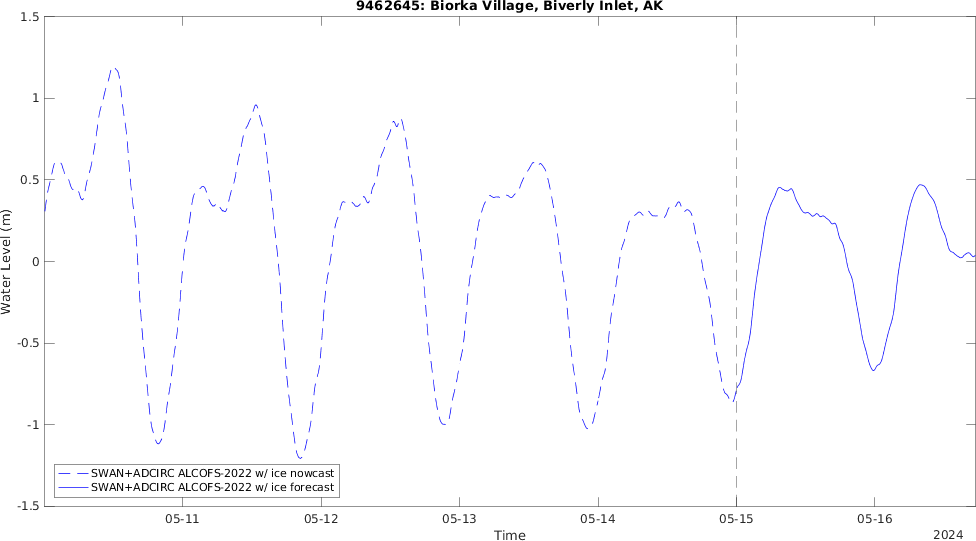 9462645: Biorka Village, Biverly Inlet, AK
1.5
1
0.5
0
-0.5
-1
-1.5
Water Level (m)
SWAN+ADCIRC ALCOFS-2022 w/ ice nowcast
SWAN+ADCIRC ALCOFS-2022 w/ ice forecast
05-11
05-12
05-13
05-14
05-15
05-16
Time
2024